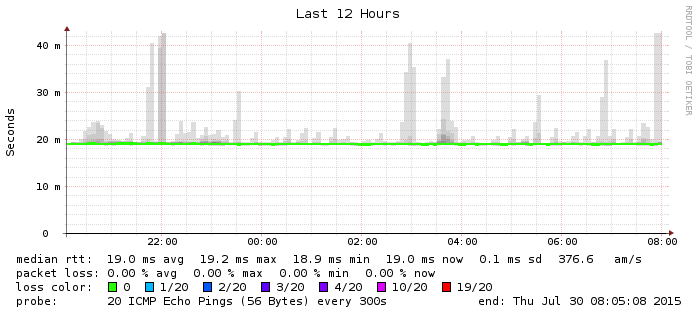 Last 12 Hours
RRDTOOL / TOBI OETIKER
Seconds
40 m
30 m
20 m
10 m
0
22:00 00:00 02:00 04:00 06:00 08:00
median rtt: 19.0 ms avg 19.2 ms max 18.9 ms min 19.0 ms now 0.1 ms sd 376.6 am/s
packet loss: 0.00 % avg 0.00 % max 0.00 % min 0.00 % now
loss color: 0 1/20 2/20 3/20 4/20 10/20 19/20
probe: 20 ICMP Echo Pings (56 Bytes) every 300s end: Thu Jul 30 08:05:08 2015